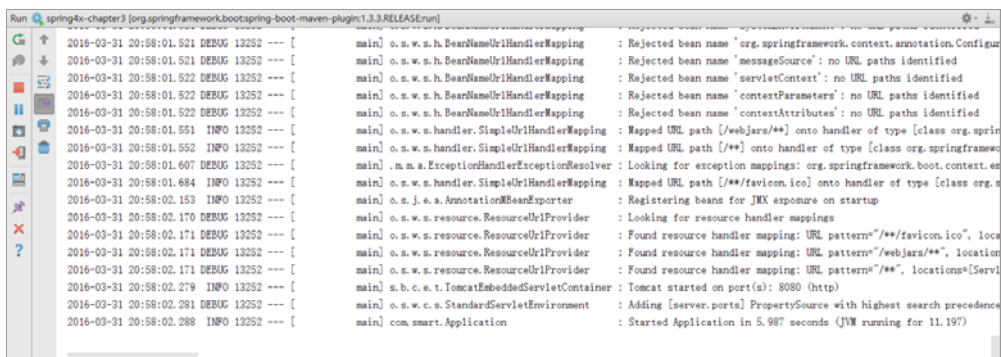 Run spring4x-chapter3 [org.springframework.boot:spring-boot-maven-plugin:1.3.3.RELEASE:run]
2016-03-31 20:58:01.521 DEBUG 13252 --- [ main] o.s.w.s.h.BeanNameUrlHandlerMapping : Rejected bean name 'org.springframework.context.annotation.Configur
2016-03-31 20:58:01.521 DEBUG 13252 --- [ main] o.s.w.s.h.BeanNameUrlHandlerMapping : Rejected bean name 'messageSource': no URL paths identified
2016-03-31 20:58:01.522 DEBUG 13252 --- [ main] o.s.w.s.h.BeanNameUrlHandlerMapping : Rejected bean name 'servletContext': no URL paths identified
2016-03-31 20:58:01.522 DEBUG 13252 --- [ main] o.s.w.s.h.BeanNameUrlHandlerMapping : Rejected bean name 'contextParameters': no URL paths identified
2016-03-31 20:58:01.522 DEBUG 13252 --- [ main] o.s.w.s.h.BeanNameUrlHandlerMapping : Rejected bean name 'contextAttributes': no URL paths identified
2016-03-31 20:58:01.551 INFO 13252 --- [ main] o.s.w.s.handler.SimpleUrlHandlerMapping : Mapped URL path [/webjars/**] onto handler of type [class org.sprin
2016-03-31 20:58:01.552 INFO 13252 --- [ main] o.s.w.s.handler.SimpleUrlHandlerMapping : Mapped URL path [/**] onto handler of type [class org.springframewo
2016-03-31 20:58:01.607 DEBUG 13252 --- [ main] .m.m.a.ExceptionHandlerExceptionResolver : Looking for exception mappings: org.springframework.boot.context.em
2016-03-31 20:58:01.684 INFO 13252 --- [ main] o.s.w.s.handler.SimpleUrlHandlerMapping : Mapped URL path [/**/favicon.ico] onto handler of type [class org.s
2016-03-31 20:58:02.153 INFO 13252 --- [ main] o.s.j.e.a.AnnotationMBeanExporter : Registering beans for JMX exposure on startup
2016-03-31 20:58:02.170 DEBUG 13252 --- [ main] o.s.w.s.resource.ResourceUrlProvider : Looking for resource handler mappings
2016-03-31 20:58:02.171 DEBUG 13252 --- [ main] o.s.w.s.resource.ResourceUrlProvider : Found resource handler mapping: URL pattern="/**/favicon.ico", loca
2016-03-31 20:58:02.171 DEBUG 13252 --- [ main] o.s.w.s.resource.ResourceUrlProvider : Found resource handler mapping: URL pattern="/webjars/**", location
2016-03-31 20:58:02.171 DEBUG 13252 --- [ main] o.s.w.s.resource.ResourceUrlProvider : Found resource handler mapping: URL pattern="/**", locations=[Servl
2016-03-31 20:58:02.279 INFO 13252 --- [ main] s.b.c.e.t.TomcatEmbeddedServletContainer : Tomcat started on port(s): 8080 (http)
2016-03-31 20:58:02.281 DEBUG 13252 --- [ main] o.s.w.c.s.StandardServletEnvironment : Adding [server.ports] PropertySource with highest search precedence
2016-03-31 20:58:02.288 INFO 13252 --- [ main] com.smart.Application : Started Application in 5.987 seconds (JVM running for 11.197)